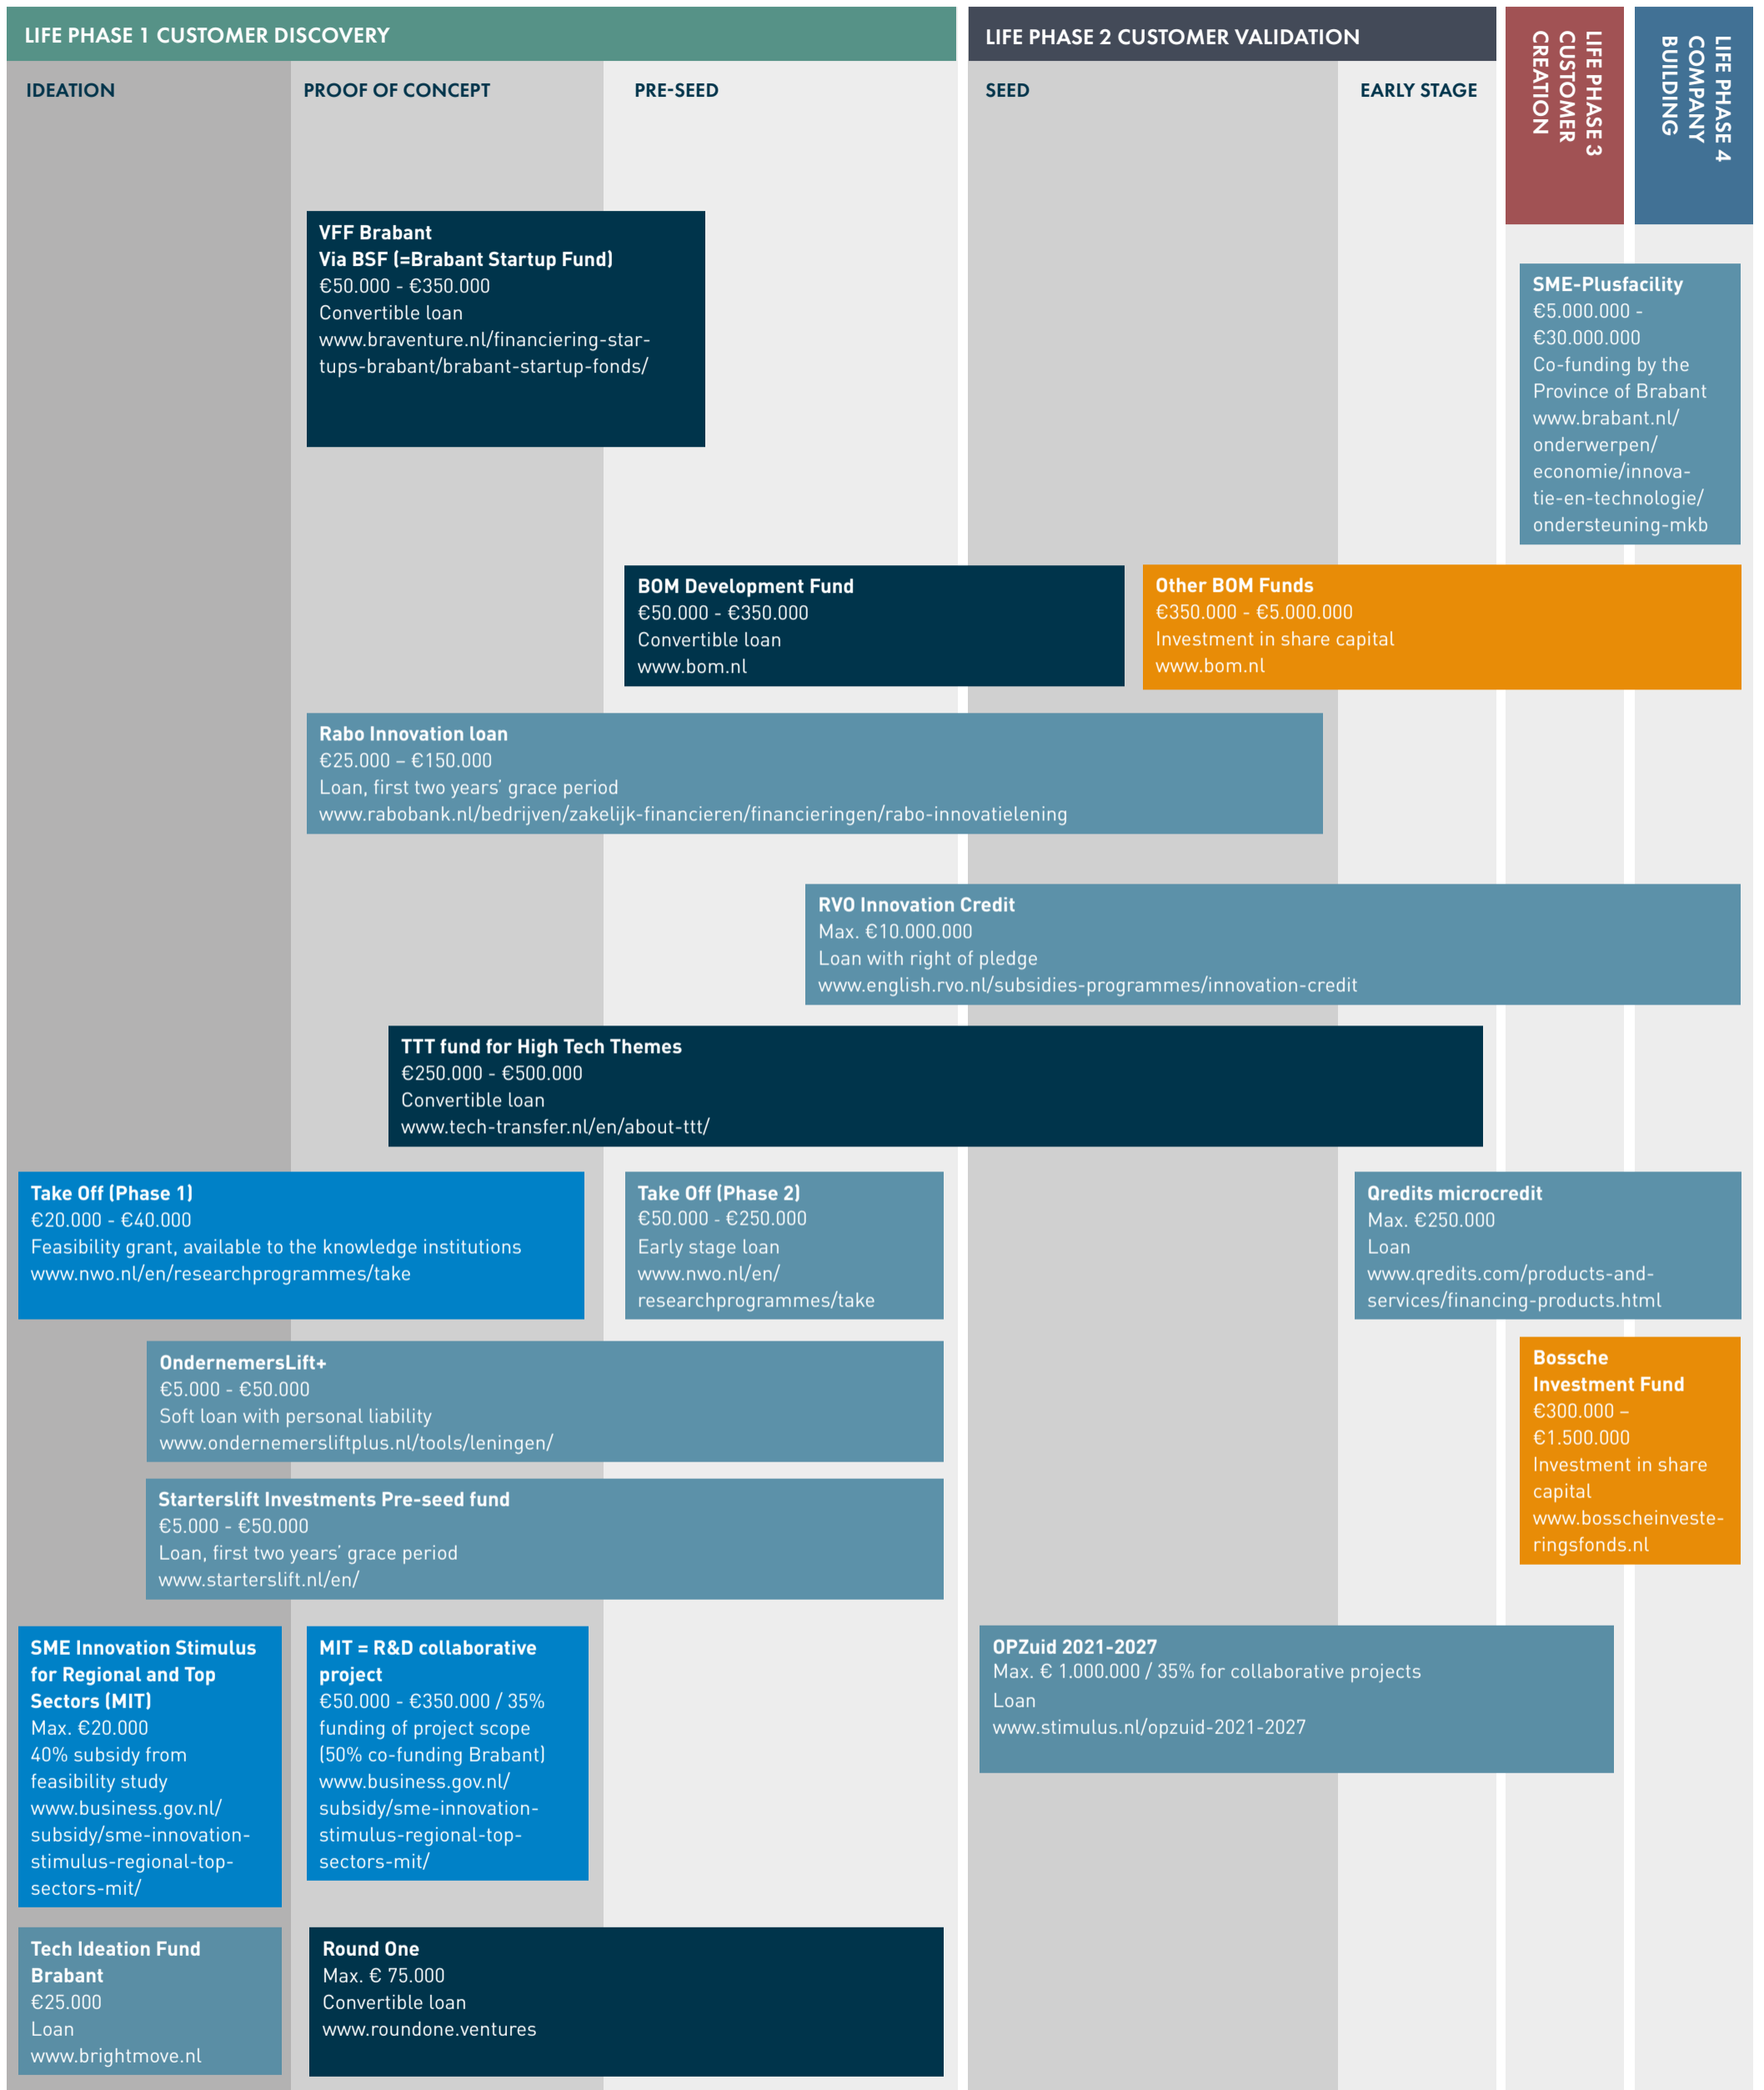 LIFE PHASE 1 CUSTOMER DISCOVERY
LIFE PHASE 2 CUSTOMER VALIDATION
LIFE PHASE 3
CUSTOMER
CREATION
LIFE PHASE 4
COMPANY
BUILDING
IDEATION
PROOF OF CONCEPT
PRE-SEED
SEED
EARLY STAGE
VFF Brabant
Via BSF (=Brabant Startup Fund)
€50.000 - €350.000
Convertible loan
www.braventure.nl/financiering-star-
tups-brabant/brabant-startup-fonds/
SME-Plusfacility
€5.000.000 -
€30.000.000
Co-funding by the
Province of Brabant
www.brabant.nl/
onderwerpen/
economie/innova-
tie-en-technologie/
ondersteuning-mkb
BOM Development Fund
€50.000 - €350.000
Convertible loan
www.bom.nl
Other BOM Funds
€350.000 - €5.000.000
Investment in share capital
www.bom.nl
Rabo Innovation loan
€25.000 – €150.000
Loan, first two years’ grace period
www.rabobank.nl/bedrijven/zakelijk-financieren/financieringen/rabo-innovatielening
RVO Innovation Credit
Max. €10.000.000
Loan with right of pledge
www.english.rvo.nl/subsidies-programmes/innovation-credit
TTT fund for High Tech Themes
€250.000 - €500.000
Convertible loan
www.tech-transfer.nl/en/about-ttt/
Take Off (Phase 1)
€20.000 - €40.000
Feasibility grant, available to the knowledge institutions
www.nwo.nl/en/researchprogrammes/take
Take Off (Phase 2)
€50.000 - €250.000
Early stage loan
www.nwo.nl/en/
researchprogrammes/take
Qredits microcredit
Max. €250.000
Loan
www.qredits.com/products-and-
services/financing-products.html
OndernemersLift+
€5.000 - €50.000
Soft loan with personal liability
www.ondernemersliftplus.nl/tools/leningen/
Bossche
Investment Fund
€300.000 –
€1.500.000
Investment in share
capital
www.bosscheinveste-
ringsfonds.nl
Starterslift Investments Pre-seed fund
€5.000 - €50.000
Loan, first two years’ grace period
www.starterslift.nl/en/
SME Innovation Stimulus
for Regional and Top
Sectors (MIT)
Max. €20.000
40% subsidy from
feasibility study
www.business.gov.nl/
subsidy/sme-innovation-
stimulus-regional-top-
sectors-mit/
MIT = R&D collaborative
project
€50.000 - €350.000 / 35%
funding of project scope
(50% co-funding Brabant)
www.business.gov.nl/
subsidy/sme-innovation-
stimulus-regional-top-
sectors-mit/
OPZuid 2021-2027
Max. € 1.000.000 / 35% for collaborative projects
Loan
www.stimulus.nl/opzuid-2021-2027
Tech Ideation Fund
Brabant
€25.000
Loan
www.brightmove.nl
Round One
Max. € 75.000
Convertible loan
www.roundone.ventures